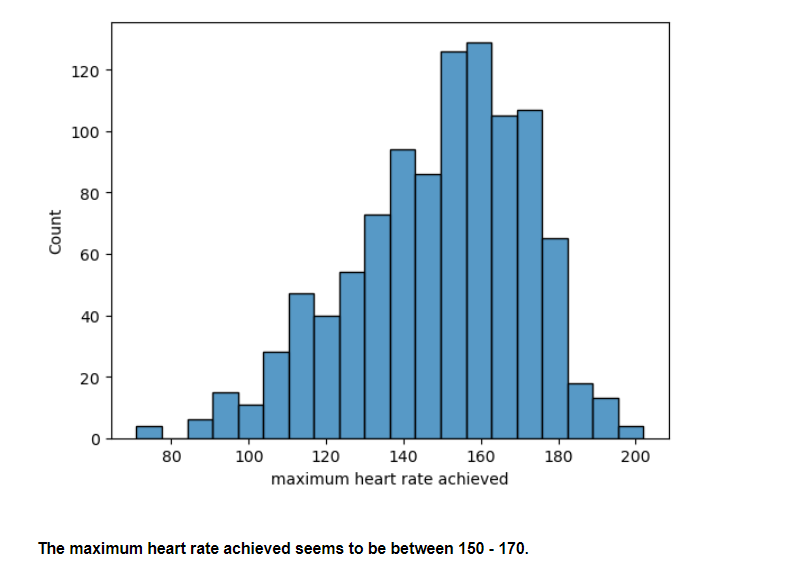 120
100
80
60
40
20
0
Count
80 100 120 140 160 180 200
maximum heart rate achieved
The maximum heart rate achieved seems to be between 150 - 170.